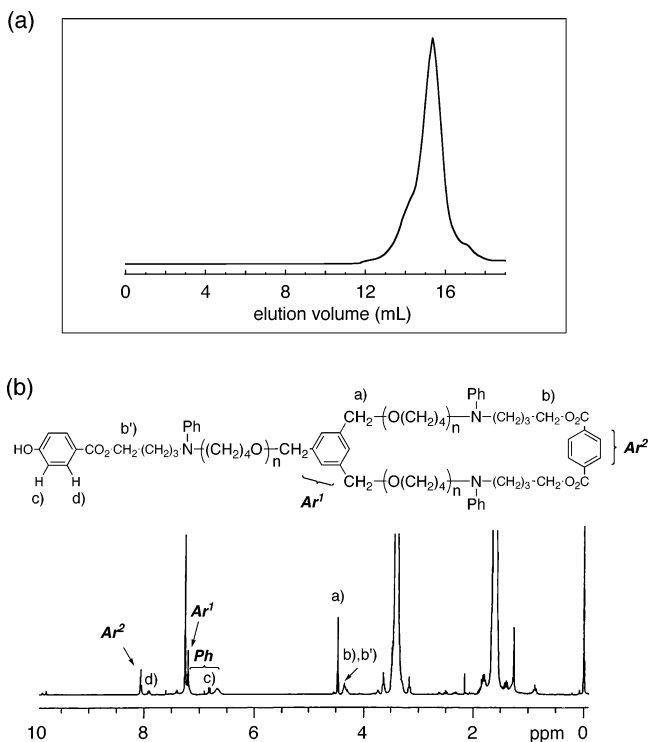 (a)
0 4 8 12 16
elution volume (mL)
(b)
a) Ph b)
CH₂-(O(CH₂)₄)n-N-(CH₂)₃-CH₂-O₂C
b') Ph
HO CO₂-CH₂(CH₂)₃-N-((CH₂)₄O)n-CH₂ Ar²
H H
c) d)
Ar¹
CH₂-(O(CH₂)₄)n-N-(CH₂)₃-CH₂-O₂C
Ph
Ar² d) Ar¹ Ph c) a) b),b')
10 8 6 4 2 ppm 0